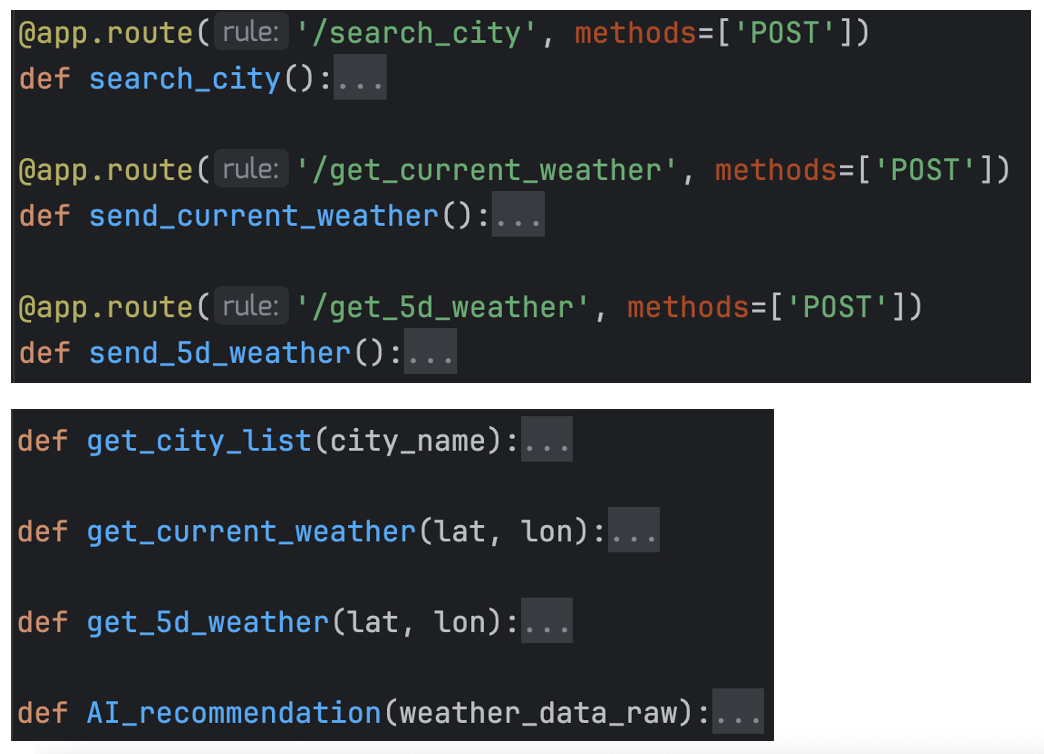 @app.route( rule: '/search_city', methods=['POST'])
def search_city():...
@app.route( rule: '/get_current_weather', methods=['POST'])
def send_current_weather():...
@app.route( rule: '/get_5d_weather', methods=['POST'])
def send_5d_weather():...
def get_city_list(city_name):...
def get_current_weather(lat, lon):...
def get_5d_weather(lat, lon):...
def AI_recommendation(weather_data_raw):...